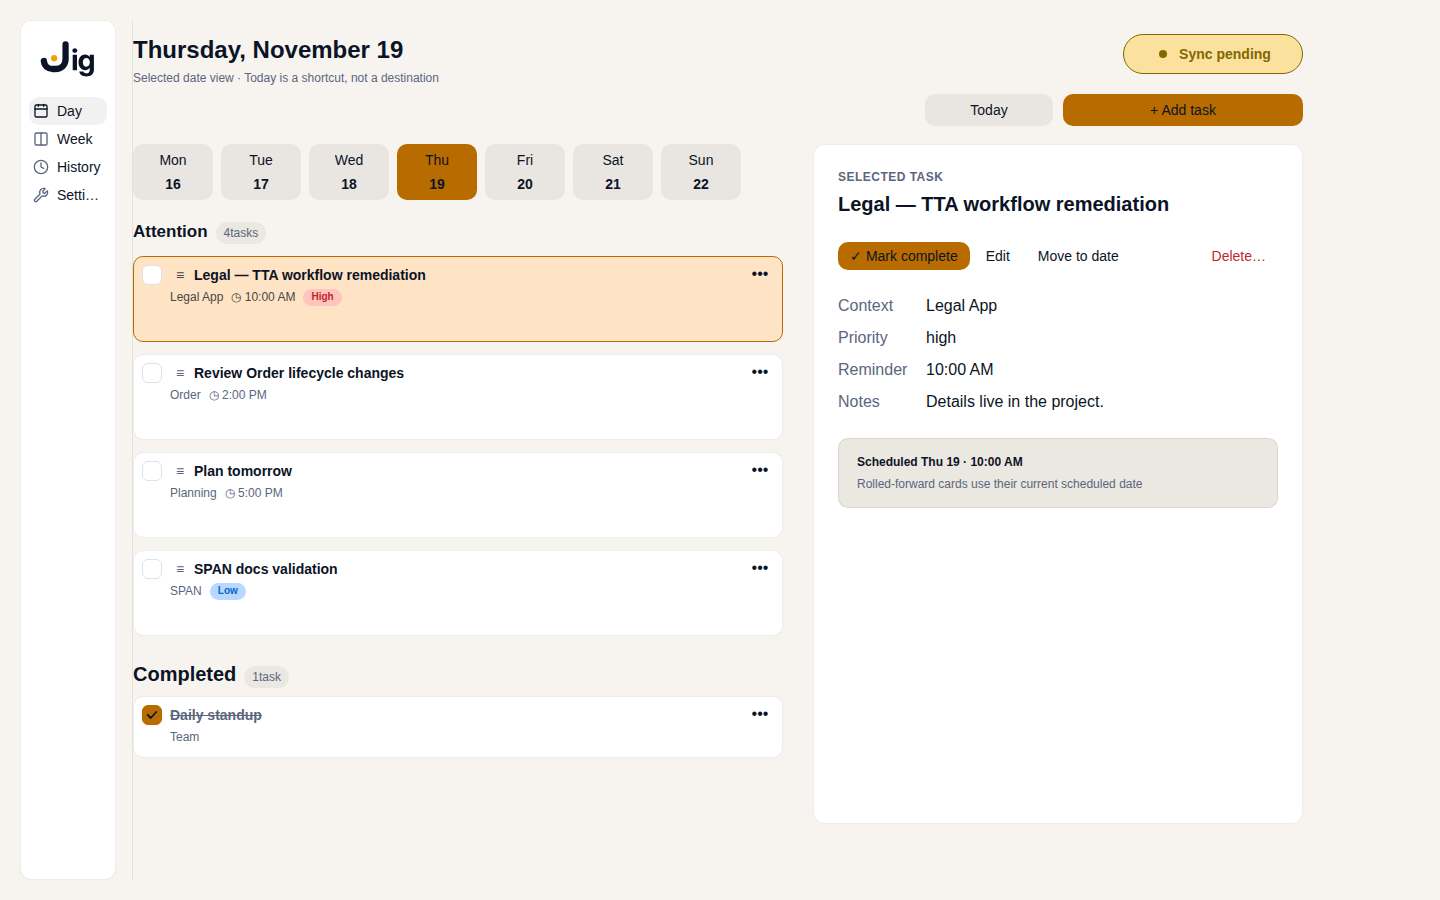 Jig
Day
Week
History
Setti…
Thursday, November 19
Selected date view · Today is a shortcut, not a destination
Sync pending
Today
+ Add task
Mon Tue Wed Thu Fri Sat Sun
16 17 18 19 20 21 22
Attention 4tasks
≡ Legal — TTA workflow remediation •••
Legal App ◷ 10:00 AM High
≡ Review Order lifecycle changes •••
Order ◷ 2:00 PM
≡ Plan tomorrow •••
Planning ◷ 5:00 PM
≡ SPAN docs validation •••
SPAN Low
Completed 1task
Daily standup •••
Team
SELECTED TASK
Legal — TTA workflow remediation
✓ Mark complete Edit Move to date Delete…
Context Legal App
Priority high
Reminder 10:00 AM
Notes Details live in the project.
Scheduled Thu 19 · 10:00 AM
Rolled-forward cards use their current scheduled date